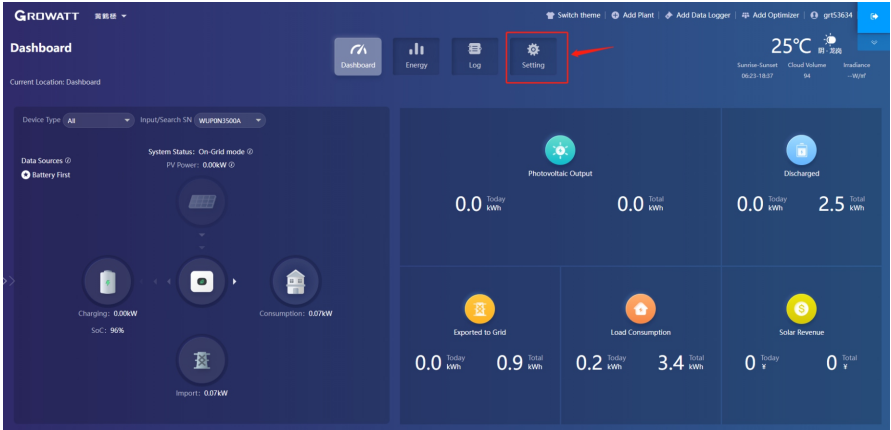 GROWATT
Switch theme | Add Plant | Add Data Logger | Add Optimizer | grt53634
Dashboard
Dashboard
Energy
Log
Setting
25℃
Sunrise-Sunset Cloud Volume Irradiance
06:23-18:37 94 --W/㎡
Current Location: Dashboard
Device Type All Input/Search SN WUP0N3500A
System Status: On-Grid mode
PV Power: 0.00kW
Data Sources
Battery First
Charging: 0.00kW
SoC: 96%
Consumption: 0.07kW
Import: 0.07kW
Photovoltaic Output
0.0 Today kWh
0.0 Total kWh
Discharged
0.0 Today kWh
2.5 Total kWh
Exported to Grid
0.0 Today kWh
0.9 Total kWh
Load Consumption
0.2 Today kWh
3.4 Total kWh
Solar Revenue
0 Today ¥
0 Total ¥